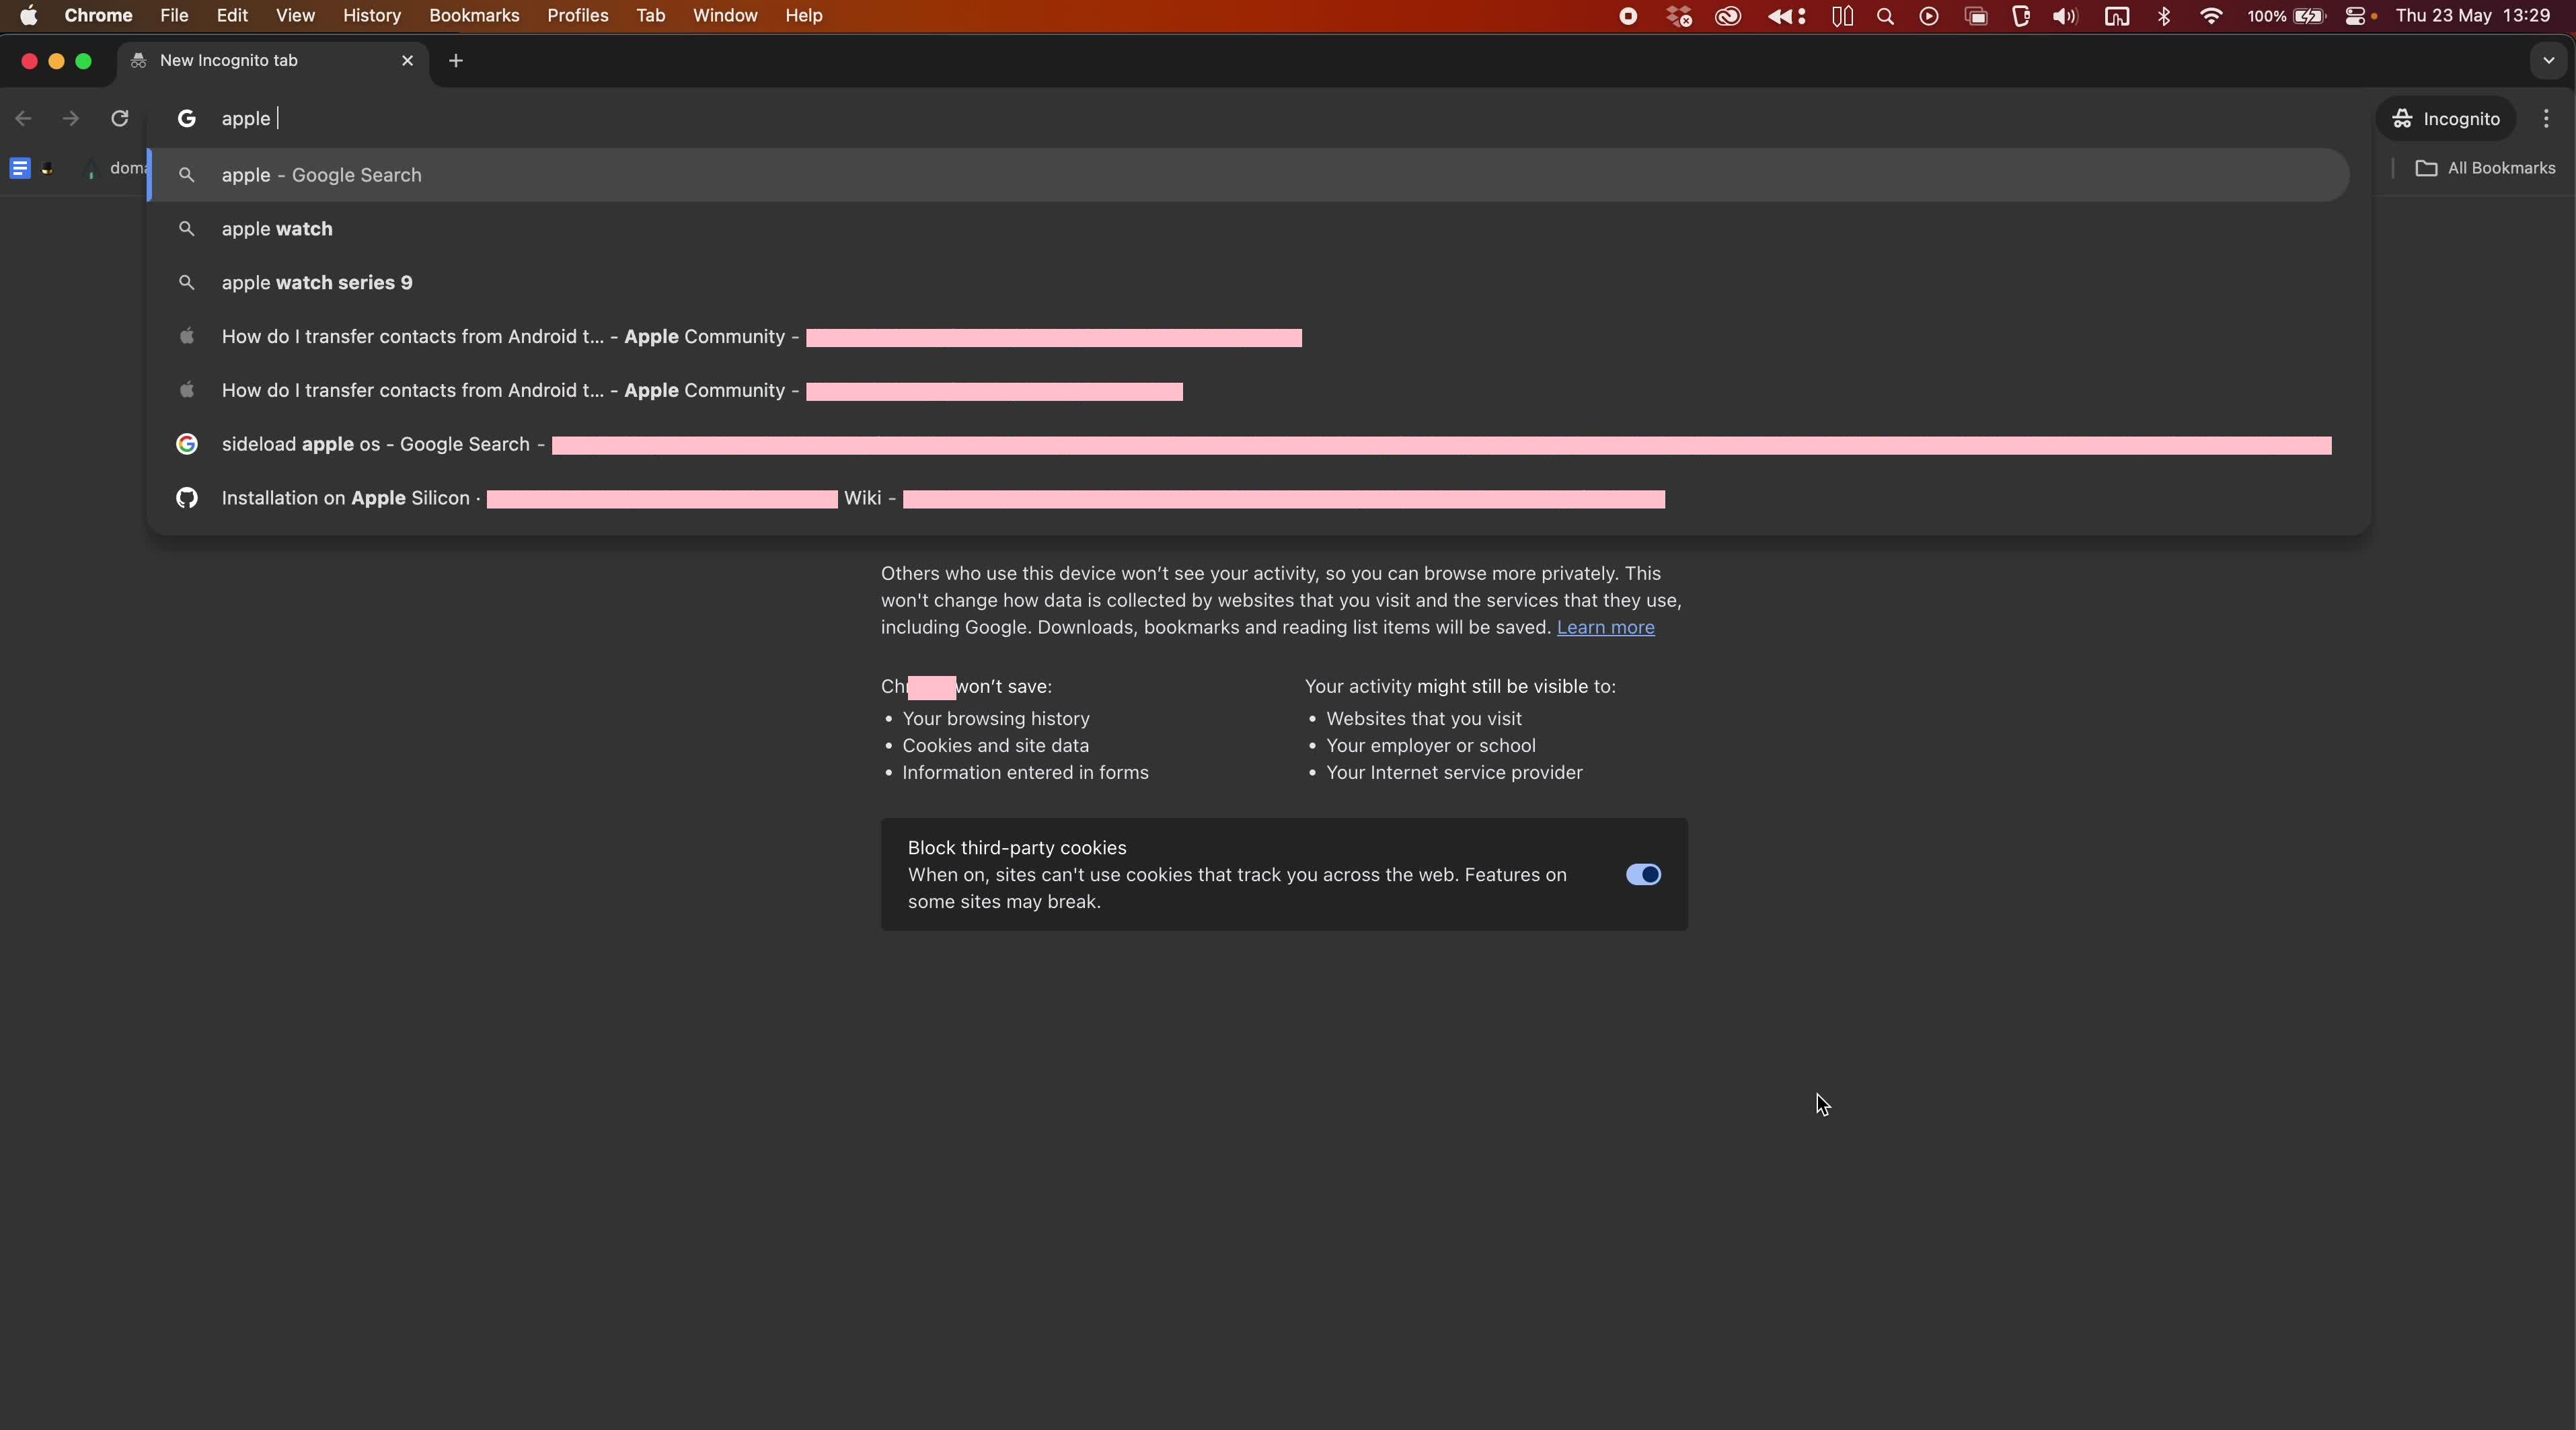 Chrome File Edit View History Bookmarks Profiles Tab Window Help 100% Thu 23 May 13:29
New Incognito tab
apple
Incognito
apple - Google Search
All Bookmarks
apple watch
apple watch series 9
How do I transfer contacts from Android t... - Apple Community -
How do I transfer contacts from Android t... - Apple Community -
sideload apple os - Google Search -
Installation on Apple Silicon · Wiki -
Others who use this device won't see your activity, so you can browse more privately. This
won't change how data is collected by websites that you visit and the services that they use,
including Google. Downloads, bookmarks and reading list items will be saved. Learn more
won't save:
Your activity might still be visible to:
• Your browsing history
• Websites that you visit
• Cookies and site data
• Your employer or school
• Information entered in forms
• Your Internet service provider
Block third-party cookies
When on, sites can't use cookies that track you across the web. Features on
some sites may break.